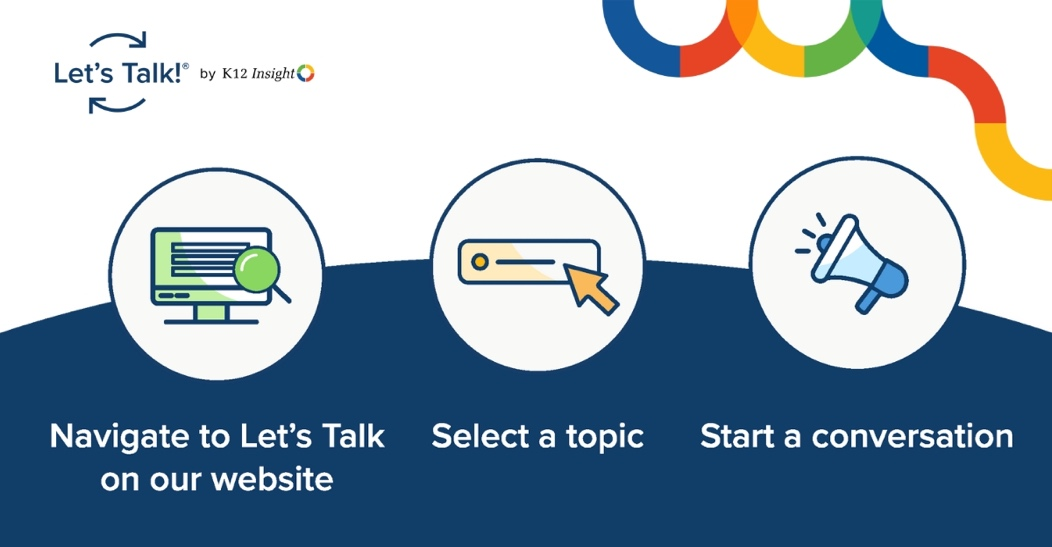 Let's Talk!® by K12 Insight
Navigate to Let's Talk
on our website
Select a topic
Start a conversation